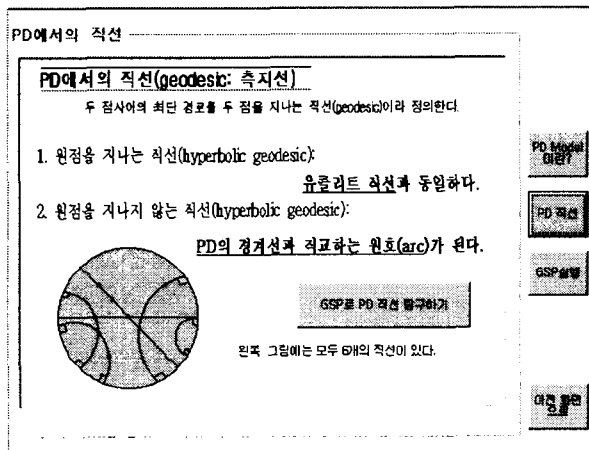 PD에서의 직선
PD에서의 직선(geodesic: 측지선)
두 점사이의 최단 경로를 두 점을 지나는 직선(geodesic)이라 정의한다.
1. 원점을 지나는 직선(hyperbolic geodesic):
유클리트 직선과 동일하다.
2. 원점을 지나지 않는 직선(hyperbolic geodesic):
PD의 경계선과 직교하는 원호(arc)가 된다.
GSP로 PD 직선 탐구하기
왼쪽 그림에는 모두 6개의 직선이 있다.
PD Model
이란?
PD 직선
GSP실행
이전 화면
으로